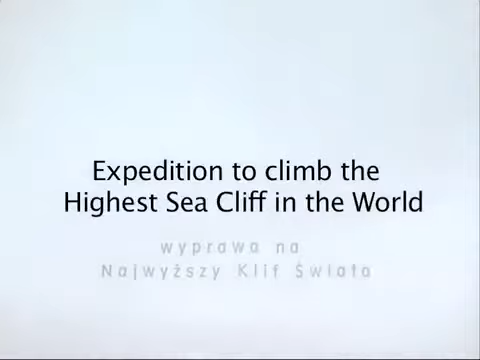 Expedition to climb the
Highest Sea Cliff in the World
wyprawa na
Najwyższy Klif Świata